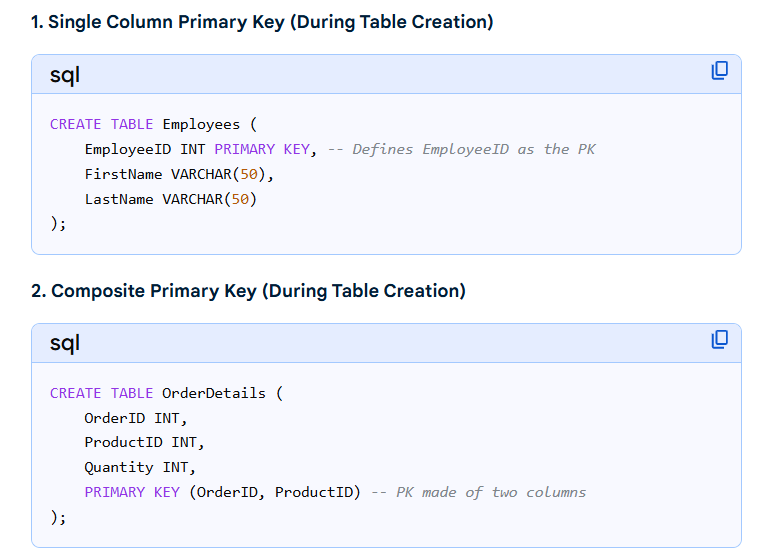 1. Single Column Primary Key (During Table Creation)
sql
CREATE TABLE Employees (
    EmployeeID INT PRIMARY KEY, -- Defines EmployeeID as the PK
    FirstName VARCHAR(50),
    LastName VARCHAR(50)
);
2. Composite Primary Key (During Table Creation)
sql
CREATE TABLE OrderDetails (
    OrderID INT,
    ProductID INT,
    Quantity INT,
    PRIMARY KEY (OrderID, ProductID) -- PK made of two columns
);